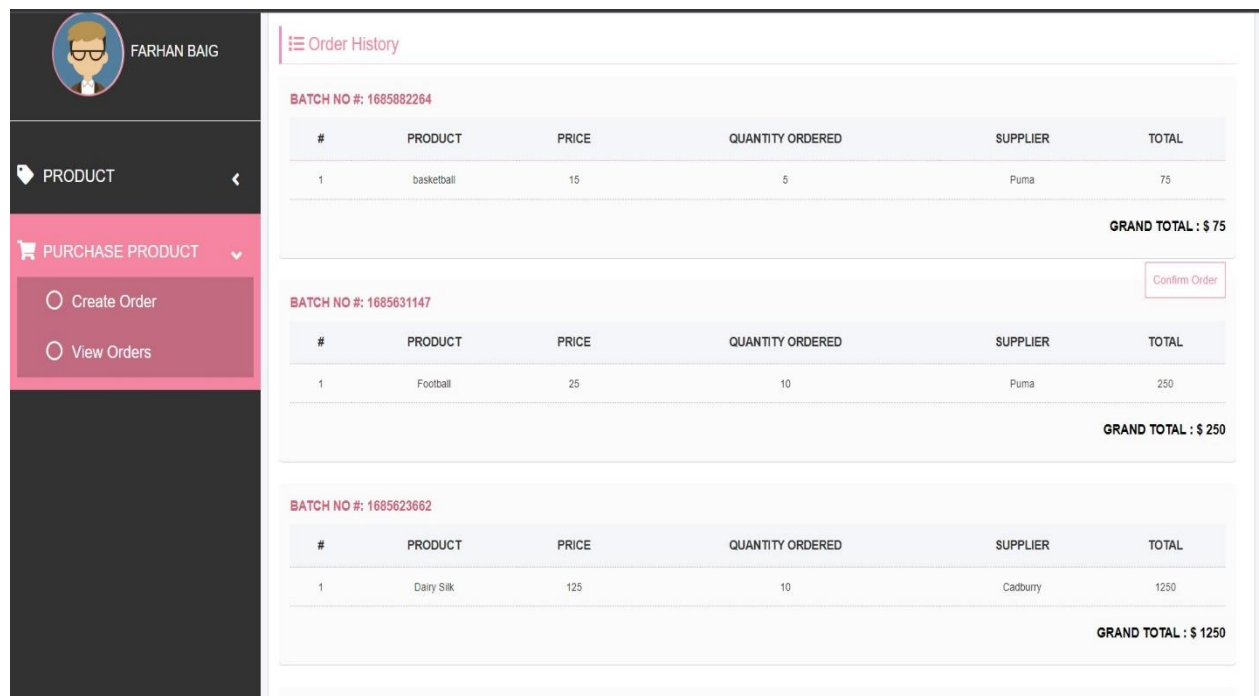 FARHAN BAIG
PRODUCT
PURCHASE PRODUCT
Create Order
View Orders
Order History
BATCH NO #: 1685882264
# PRODUCT PRICE QUANTITY ORDERED SUPPLIER TOTAL
1 basketball 15 5 Puma 75
GRAND TOTAL : $ 75
Confirm Order
BATCH NO #: 1685631147
# PRODUCT PRICE QUANTITY ORDERED SUPPLIER TOTAL
1 Football 25 10 Puma 250
GRAND TOTAL : $ 250
BATCH NO #: 1685623662
# PRODUCT PRICE QUANTITY ORDERED SUPPLIER TOTAL
1 Dairy Silk 125 10 Cadburry 1250
GRAND TOTAL : $ 1250